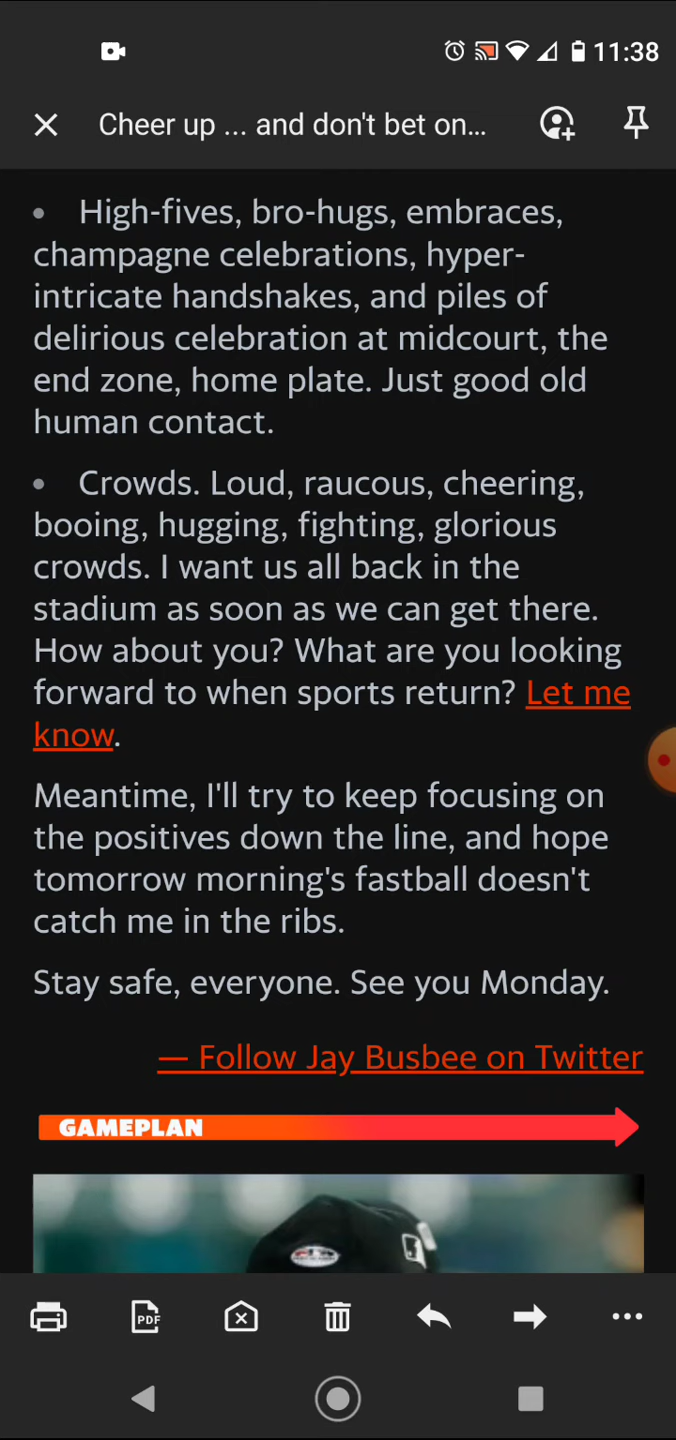 11:38
Cheer up ... and don't bet on...
• High-fives, bro-hugs, embraces,
champagne celebrations, hyper-
intricate handshakes, and piles of
delirious celebration at midcourt, the
end zone, home plate. Just good old
human contact.
• Crowds. Loud, raucous, cheering,
booing, hugging, fighting, glorious
crowds. I want us all back in the
stadium as soon as we can get there.
How about you? What are you looking
forward to when sports return? Let me
know.
Meantime, I'll try to keep focusing on
the positives down the line, and hope
tomorrow morning's fastball doesn't
catch me in the ribs.
Stay safe, everyone. See you Monday.
— Follow Jay Busbee on Twitter
GAMEPLAN
PDF